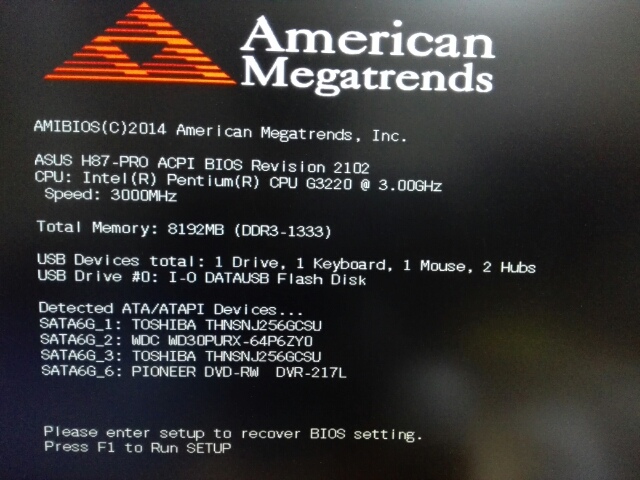 American
Megatrends
AMIBIOS(C)2014 American Megatrends, Inc.
ASUS H87-PRO ACPI BIOS Revision 2102
CPU: Intel(R) Pentium(R) CPU G3220 @ 3.00GHz
Speed: 3000MHz
Total Memory: 8192MB (DDR3-1333)
USB Devices total: 1 Drive, 1 Keyboard, 1 Mouse, 2 Hubs
USB Drive #0: I-O DATAUSB Flash Disk
Detected ATA/ATAPI Devices...
SATA6G_1: TOSHIBA THNSNJ256GCSU
SATA6G_2: WDC WD30PURX-64P6ZY0
SATA6G_3: TOSHIBA THNSNJ256GCSU
SATA6G_6: PIONEER DVD-RW DVR-217L
Please enter setup to recover BIOS setting.
Press F1 to Run SETUP